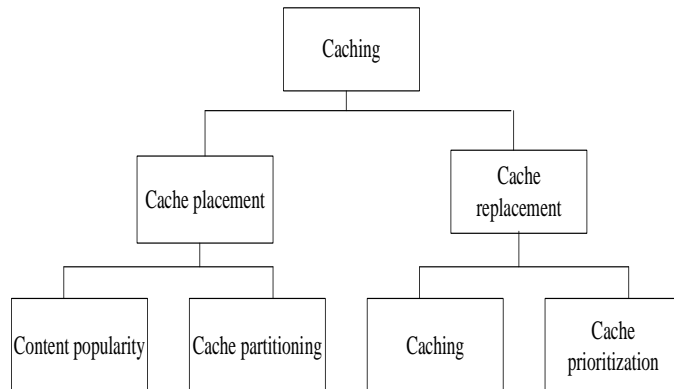 Caching
Cache placement
Cache
replacement
Content popularity
Cache partitioning
Caching
Cache
prioritization